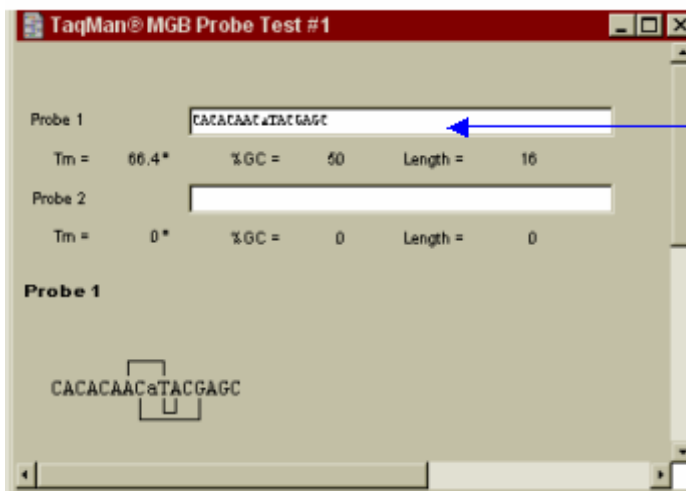 TaqMan® MGB Probe Test #1
Probe 1 CACACAACaTACGAGC
Tm = 66.4° %GC = 50 Length = 16
Probe 2
Tm = 0° %GC = 0 Length = 0
Probe 1
CACACAACaTACGAGC